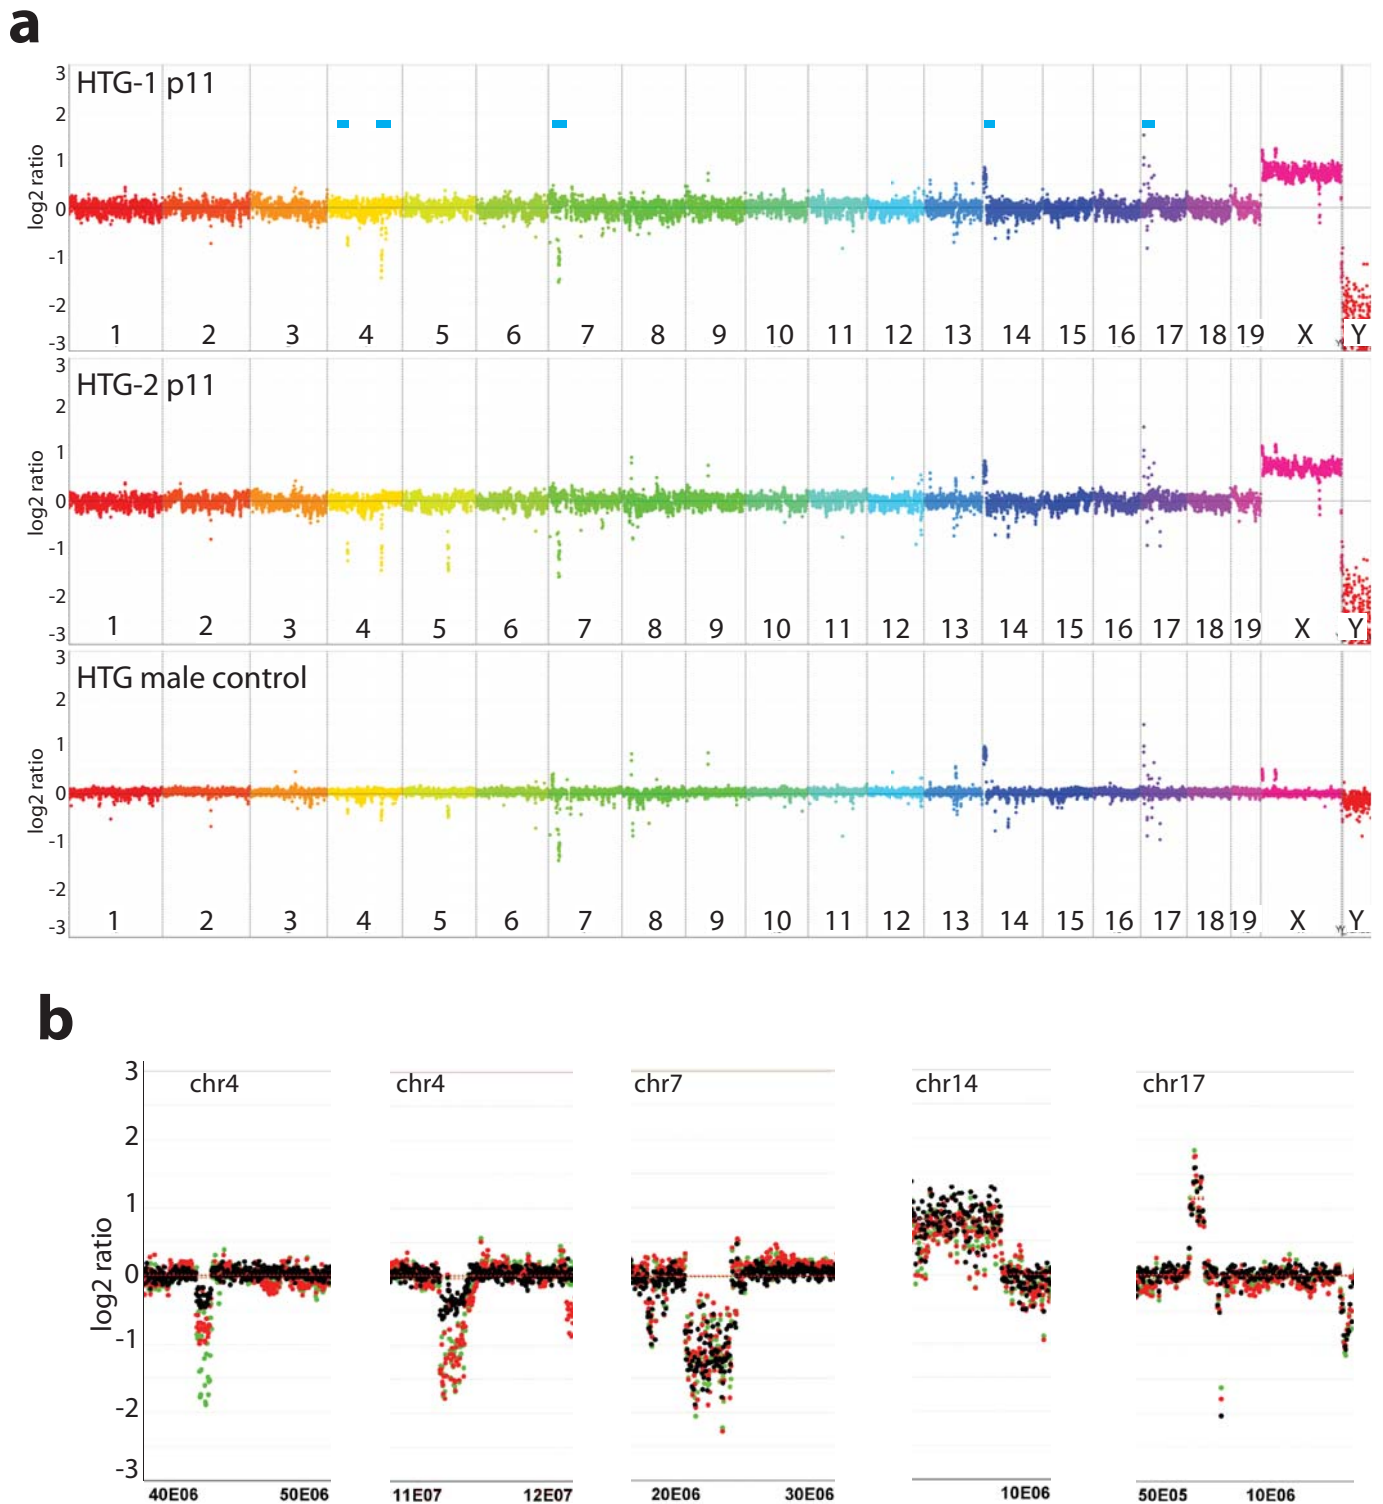 a
HTG-1 p11
3
2
1
0
-1
-2
-3
log2 ratio
1 2 3 4 5 6 7 8 9 10 11 12 13 14 15 16 17 18 19 X Y
HTG-2 p11
3
2
1
0
-1
-2
-3
log2 ratio
1 2 3 4 5 6 7 8 9 10 11 12 13 14 15 16 17 18 19 X Y
HTG male control
3
2
1
0
-1
-2
-3
log2 ratio
1 2 3 4 5 6 7 8 9 10 11 12 13 14 15 16 17 18 19 X Y
b
chr4 chr4 chr7 chr14 chr17
3
2
1
0
-1
-2
-3
log2 ratio
40E06 50E06 11E07 12E07 20E06 30E06 10E06 50E05 10E06